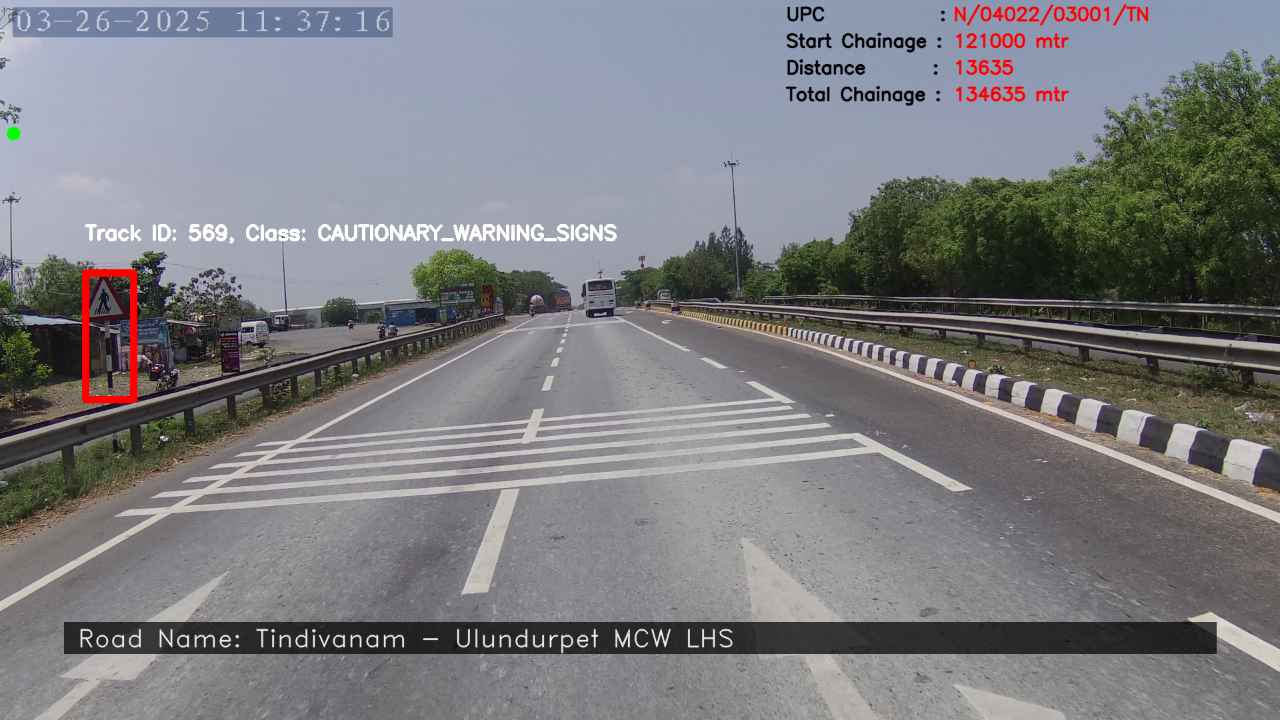 03-26-2025 11:37:16
UPC : N/04022/03001/TN
Start Chainage : 121000 mtr
Distance : 13635
Total Chainage : 134635 mtr
Track ID: 569, Class: CAUTIONARY_WARNING_SIGNS
Road Name: Tindivanam - Ulundurpet MCW LHS